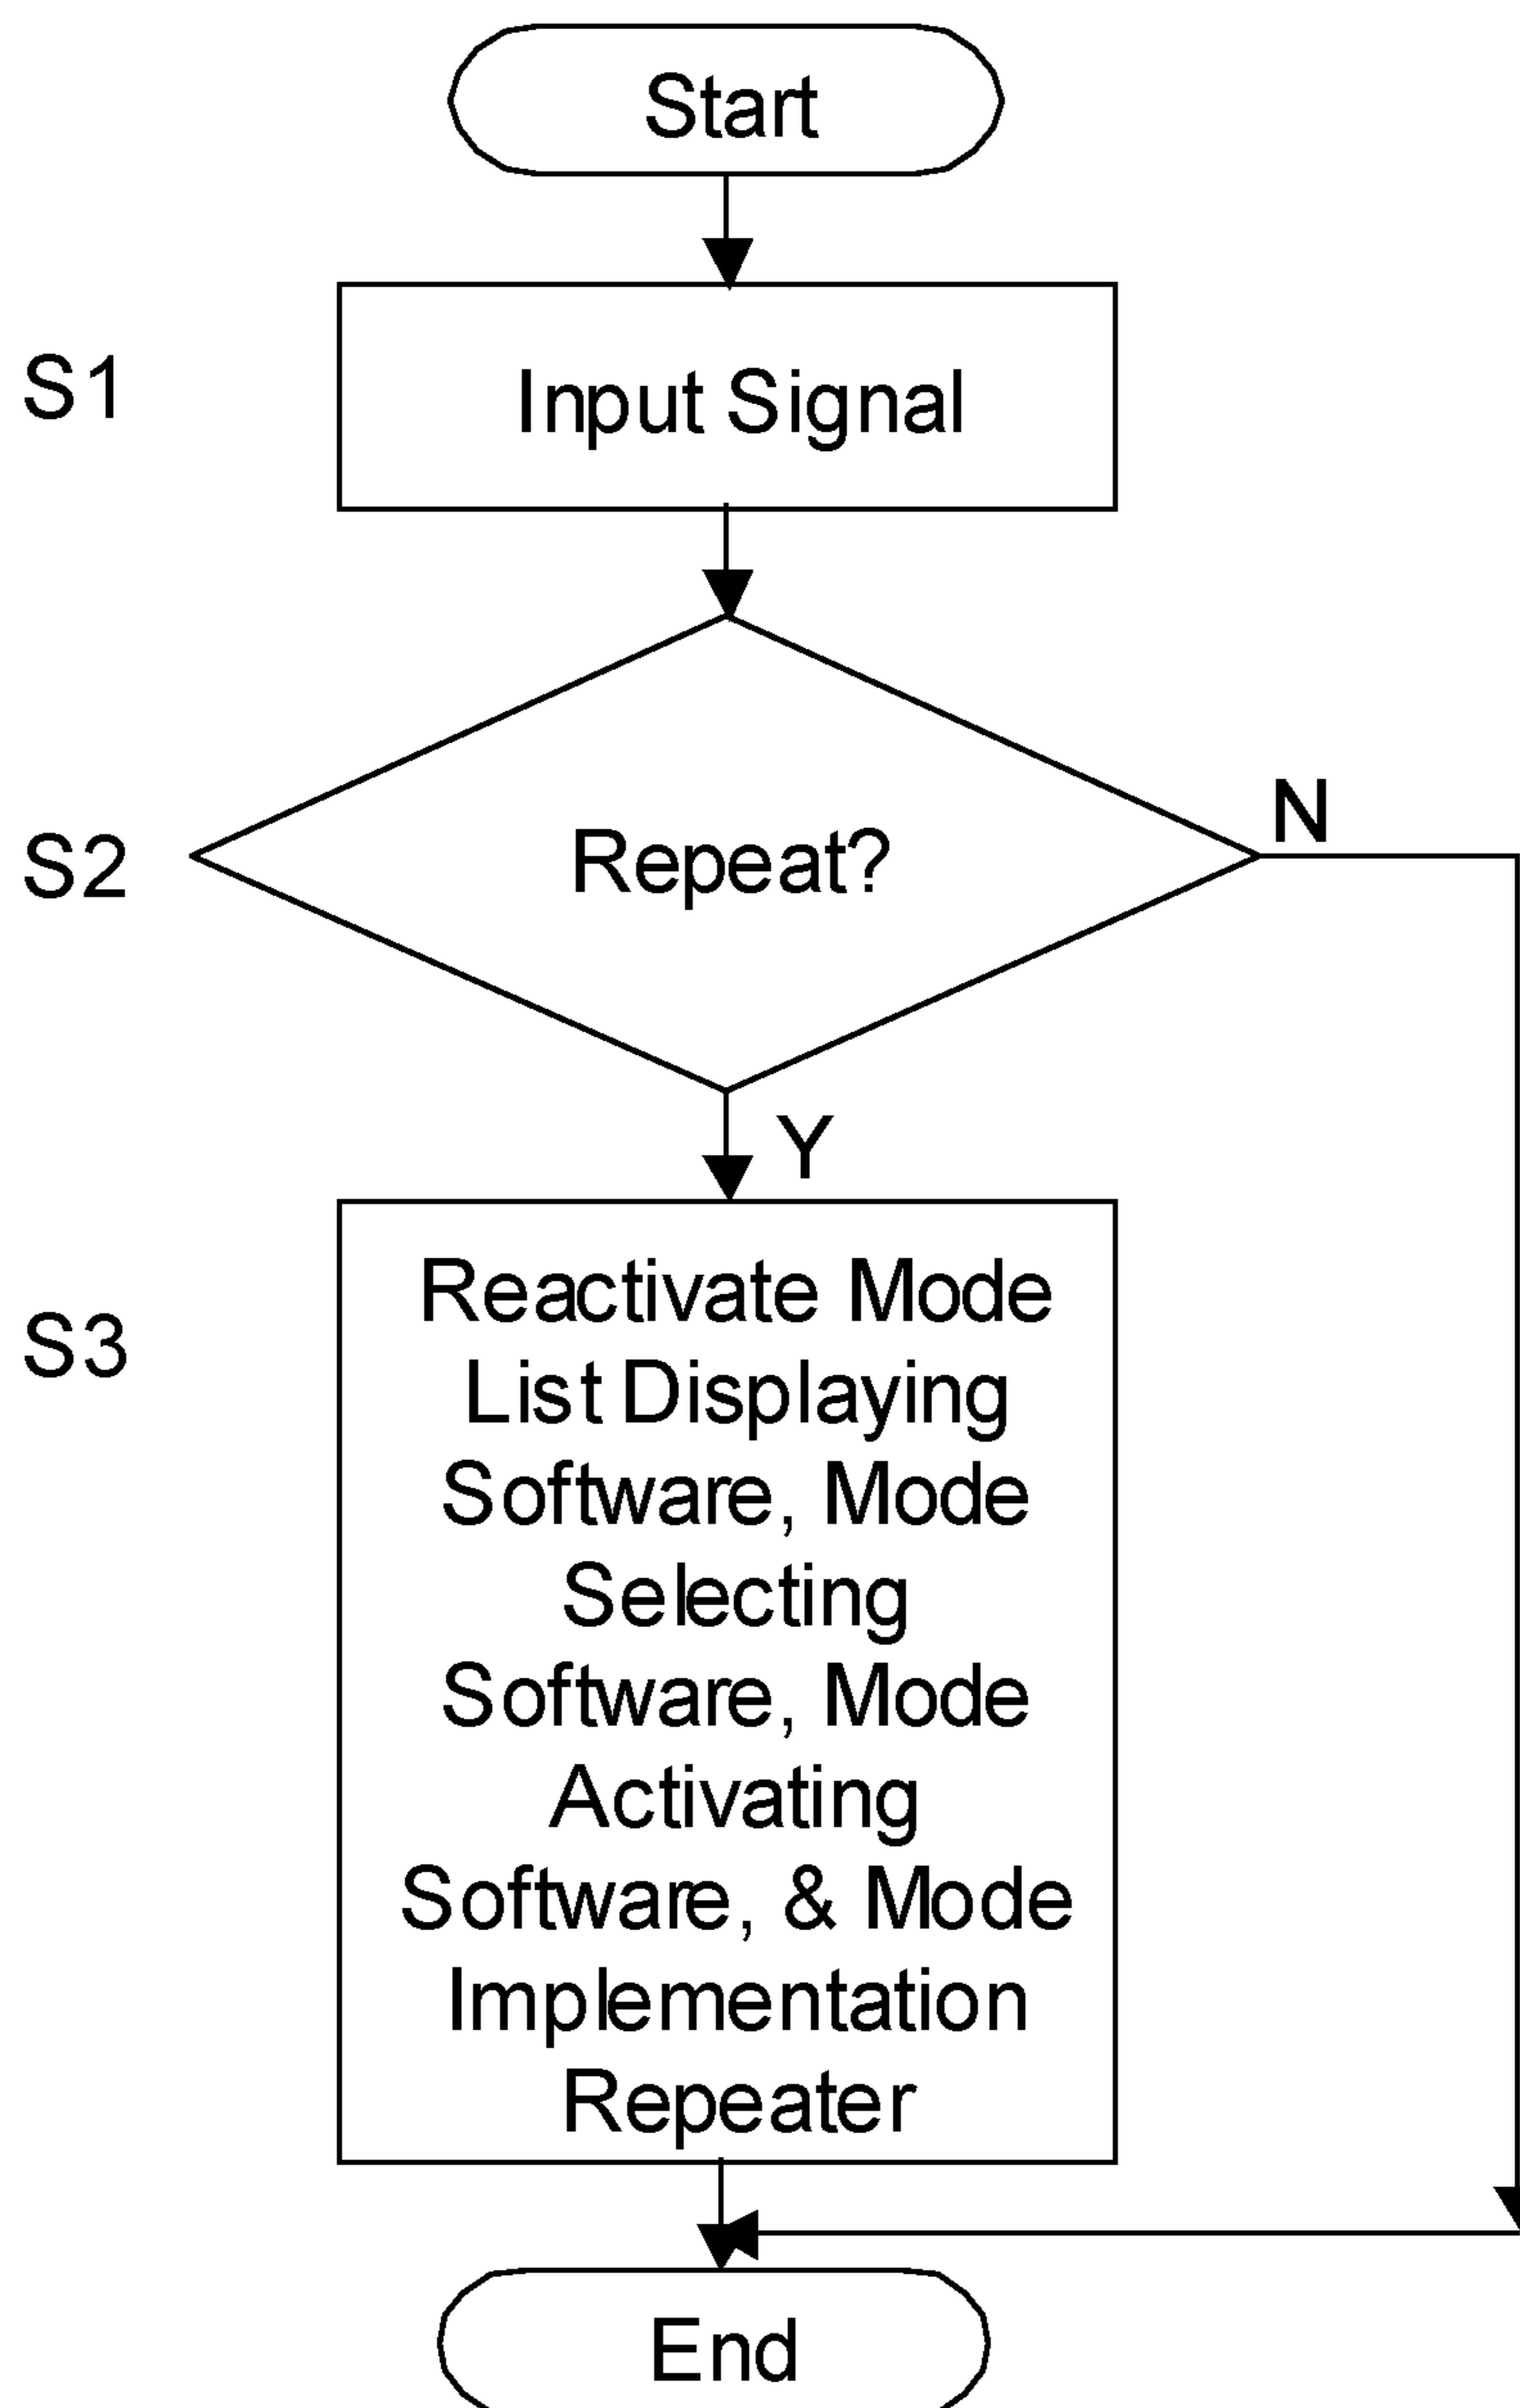 Start
S1
Input Signal
S2
Repeat?
N
Y
S3
Reactivate Mode
List Displaying
Software, Mode
Selecting
Software, Mode
Activating
Software, & Mode
Implementation
Repeater
End